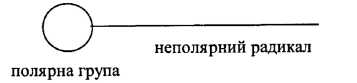 неполярний радикал
полярна група